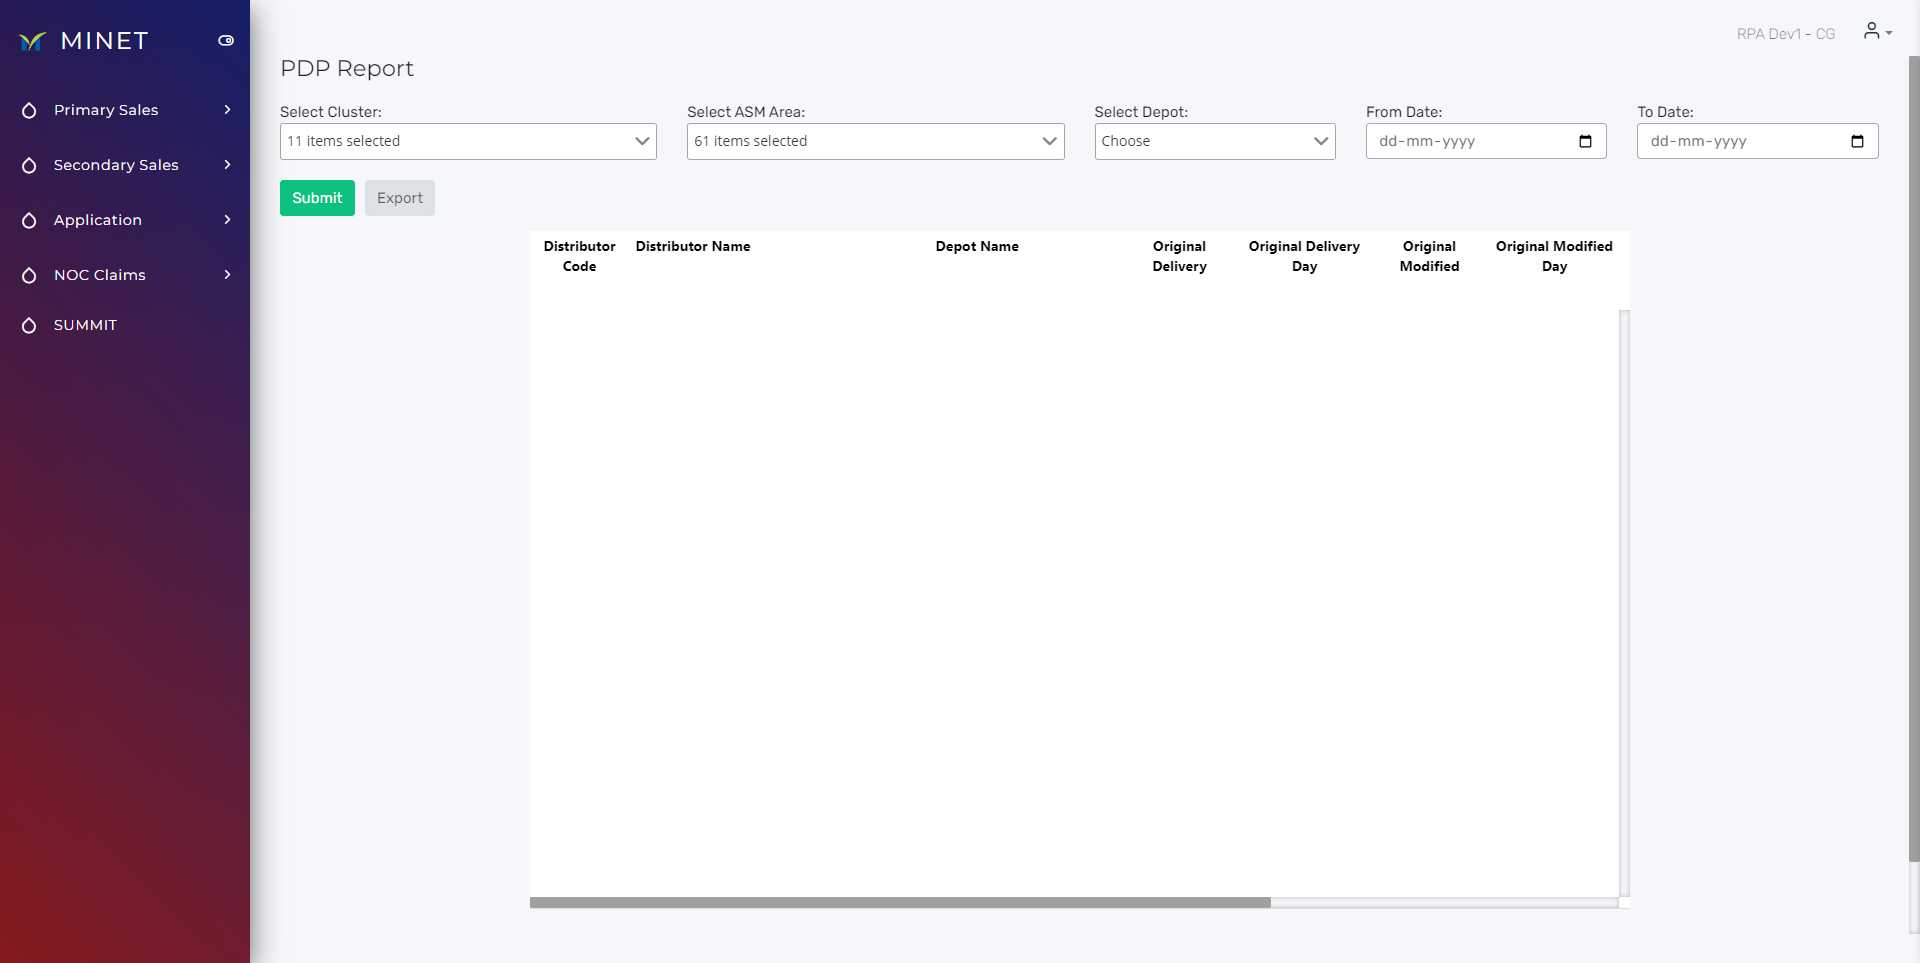 MINET
Primary Sales
Secondary Sales
Application
NOC Claims
SUMMIT
RPA Dev1 - CG
PDP Report
Select Cluster:
11 items selected
Select ASM Area:
61 items selected
Select Depot:
Choose
From Date:
dd-mm-yyyy
To Date:
dd-mm-yyyy
Submit
Export
Distributor
Code
Distributor Name
Depot Name
Original
Delivery
Original Delivery
Day
Original
Modified
Original Modified
Day